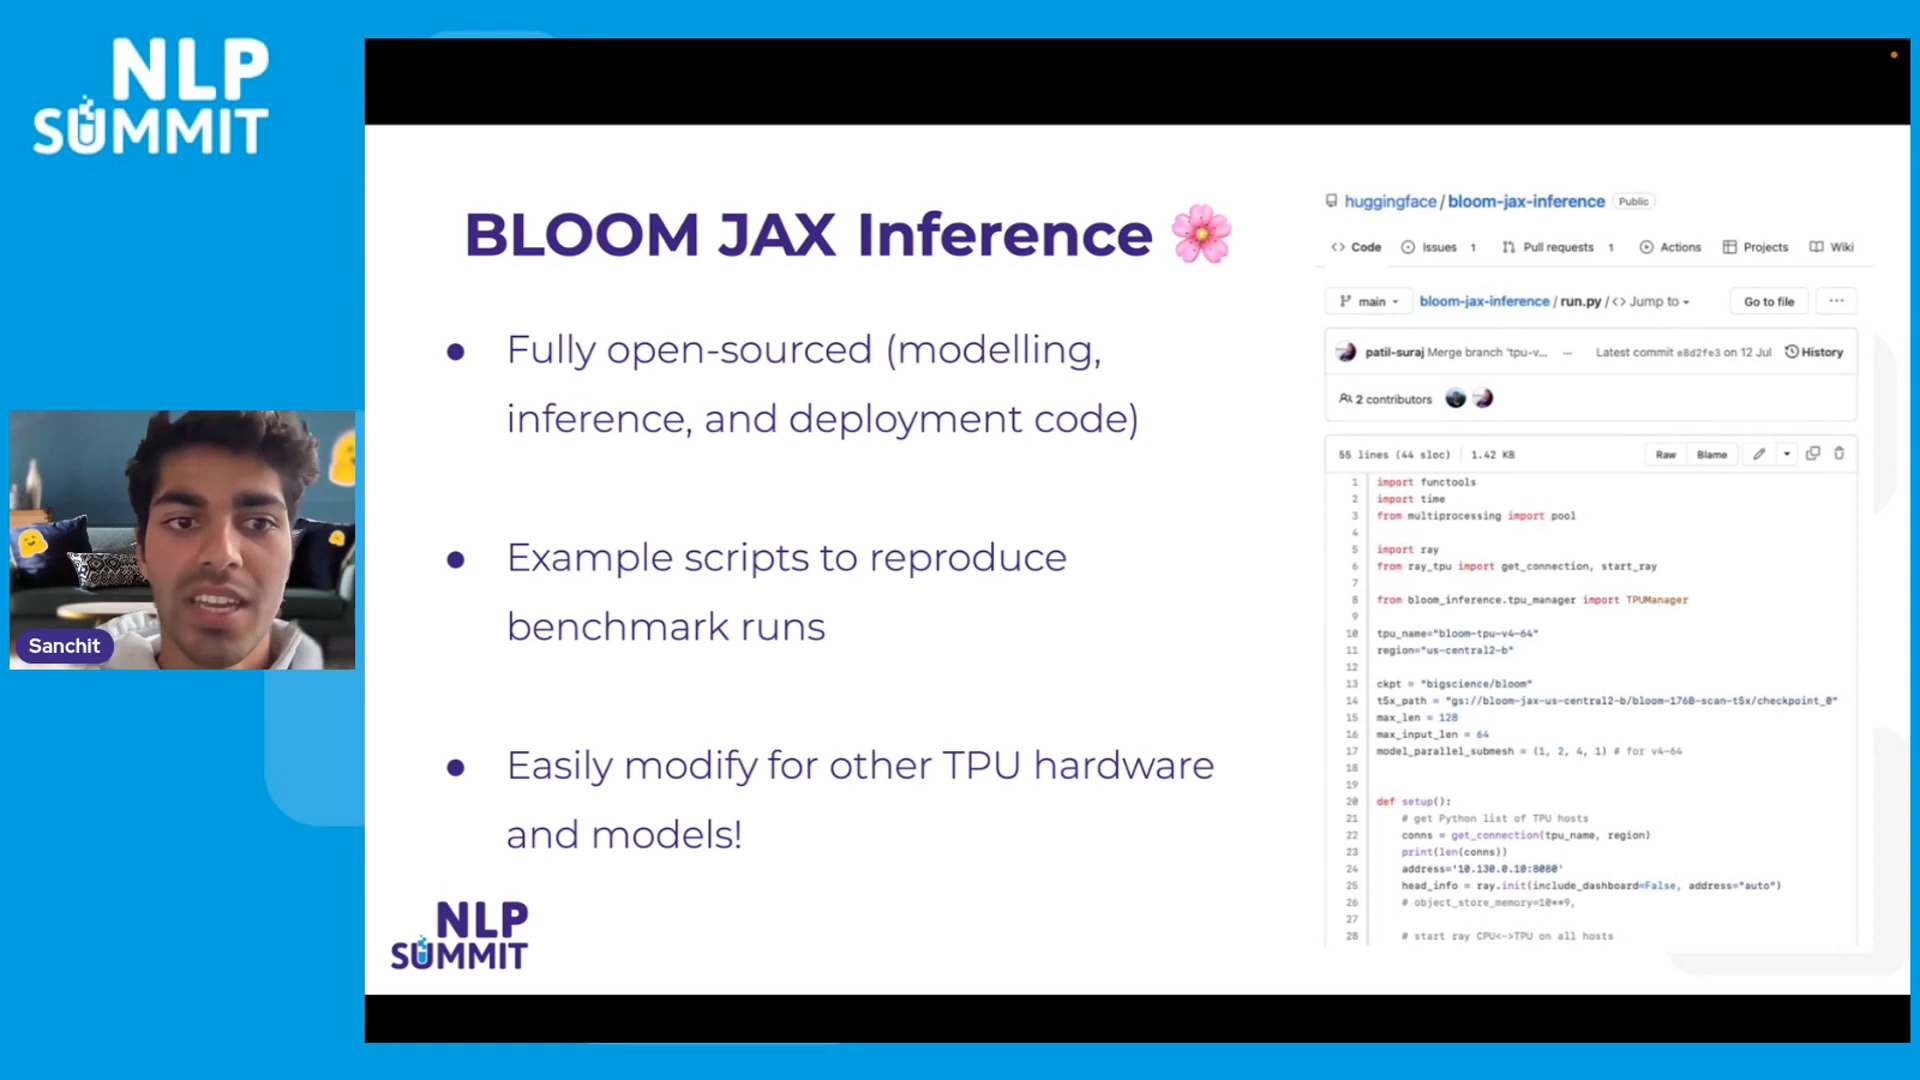 NLP
SUMMIT
BLOOM JAX Inference
Fully open-sourced (modelling,
inference, and deployment code)
Example scripts to reproduce
benchmark runs
Easily modify for other TPU hardware
and models!
NLP
SUMMIT
Sanchit
huggingface / bloom-jax-inference Public
Code Issues 1 Pull requests 1 Actions Projects Wiki
main bloom-jax-inference / run.py / <> Jump to Go to file ...
patil-suraj Merge branch 'tpu-v... ... Latest commit e8d2fe3 on 12 Jul History
2 contributors
55 lines (44 sloc) 1.42 KB Raw Blame
1 import functools
2 import time
3 from multiprocessing import pool
4
5 import ray
6 from ray_tpu import get_connection, start_ray
7
8 from bloom_inference.tpu_manager import TPUManager
9
10 tpu_name="bloom-tpu-v4-64"
11 region="us-central2-b"
12
13 ckpt = "bigscience/bloom"
14 t5x_path = "gs://bloom-jax-us-central2-b/bloom-176B-scan-t5x/checkpoint_0"
15 max_len = 128
16 max_input_len = 64
17 model_parallel_submesh = (1, 2, 4, 1) # for v4-64
18
19
20 def setup():
21 # get Python list of TPU hosts
22 conns = get_connection(tpu_name, region)
23 print(len(conns))
24 address='10.130.0.10:8080'
25 head_info = ray.init(include_dashboard=False, address="auto")
26 # object_store_memory=10**9,
27
28 # start ray CPU<->TPU on all hosts